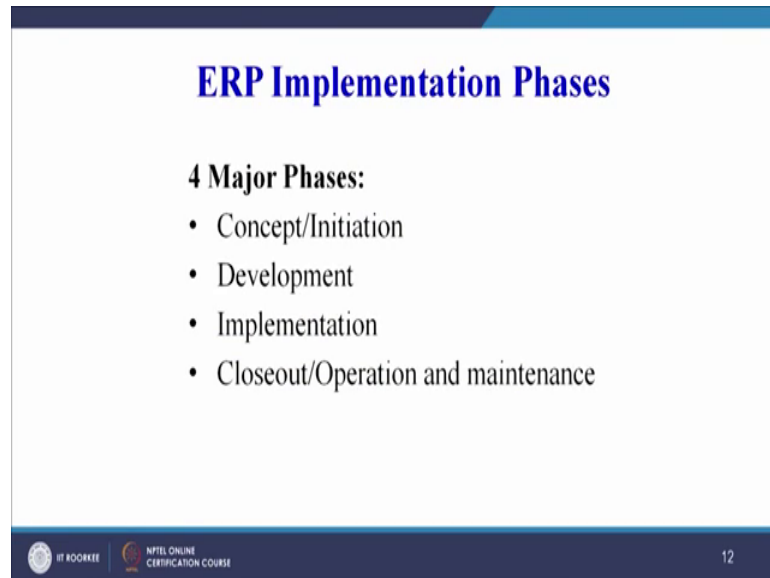 ERP Implementation Phases
4 Major Phases:
• Concept/Initiation
• Development
• Implementation
• Closeout/Operation and maintenance
IIT ROORKEE
NPTEL ONLINE
CERTIFICATION COURSE
12